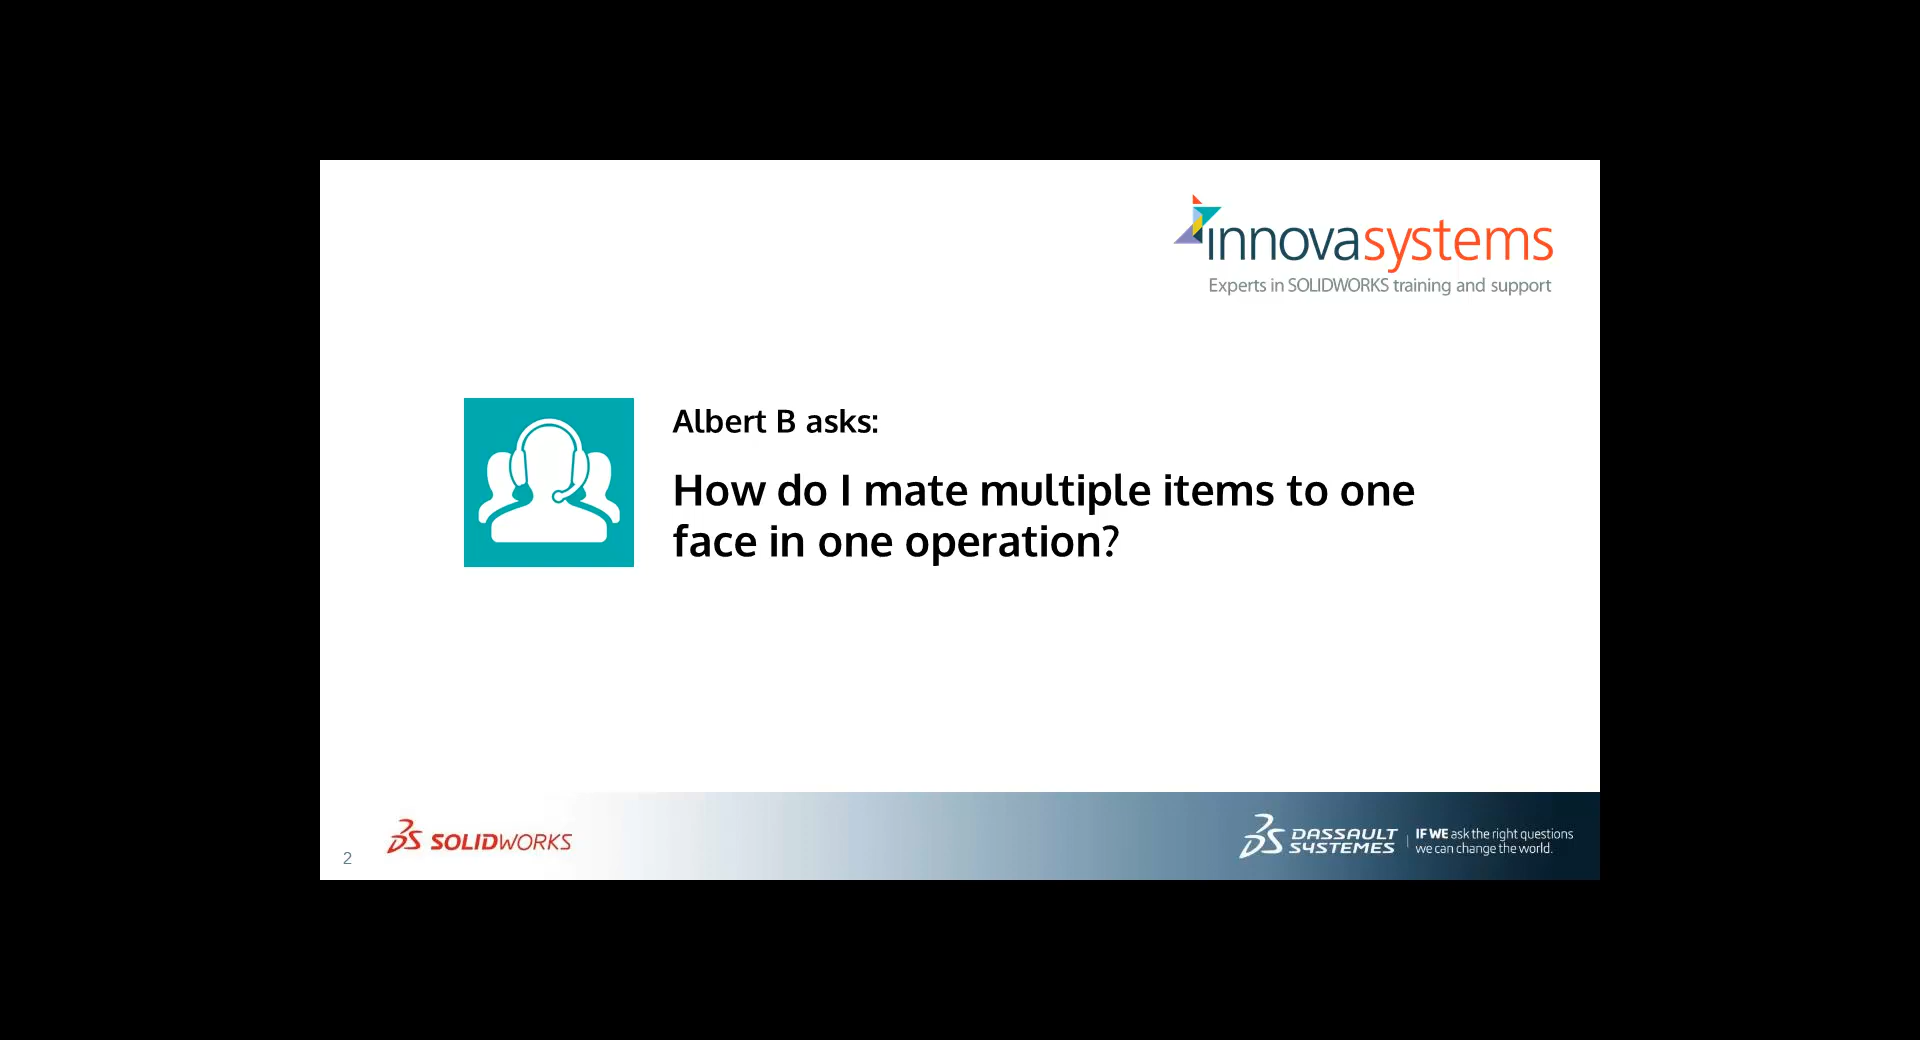 innovasystems
Experts in SOLIDWORKS training and support
Albert B asks:
How do I mate multiple items to one
face in one operation?
2
SOLIDWORKS
DASSAULT
SYSTEMES
IF WE ask the right questions
we can change the world.